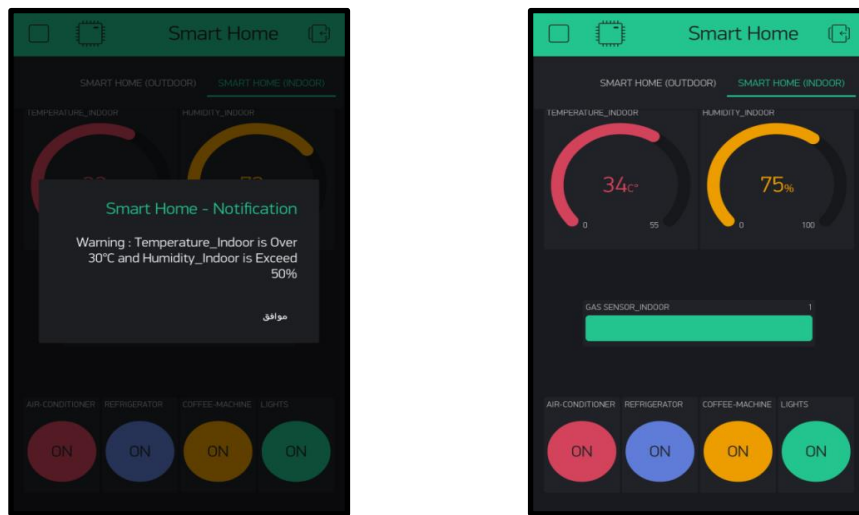 Smart Home
SMART HOME (OUTDOOR) SMART HOME (INDOOR)
TEMPERATURE_INDOOR HUMIDITY_INDOOR
Smart Home - Notification
Warning : Temperature_Indoor is Over
30°C and Humidity_Indoor is Exceed
50%
موافق
AIR-CONDITIONER REFRIGERATOR COFFEE-MACHINE LIGHTS
ON ON ON ON
Smart Home
SMART HOME (OUTDOOR) SMART HOME (INDOOR)
TEMPERATURE_INDOOR HUMIDITY_INDOOR
34C° 75%
0 55 0 100
GAS SENSOR_INDOOR 1
AIR-CONDITIONER REFRIGERATOR COFFEE-MACHINE LIGHTS
ON ON ON ON